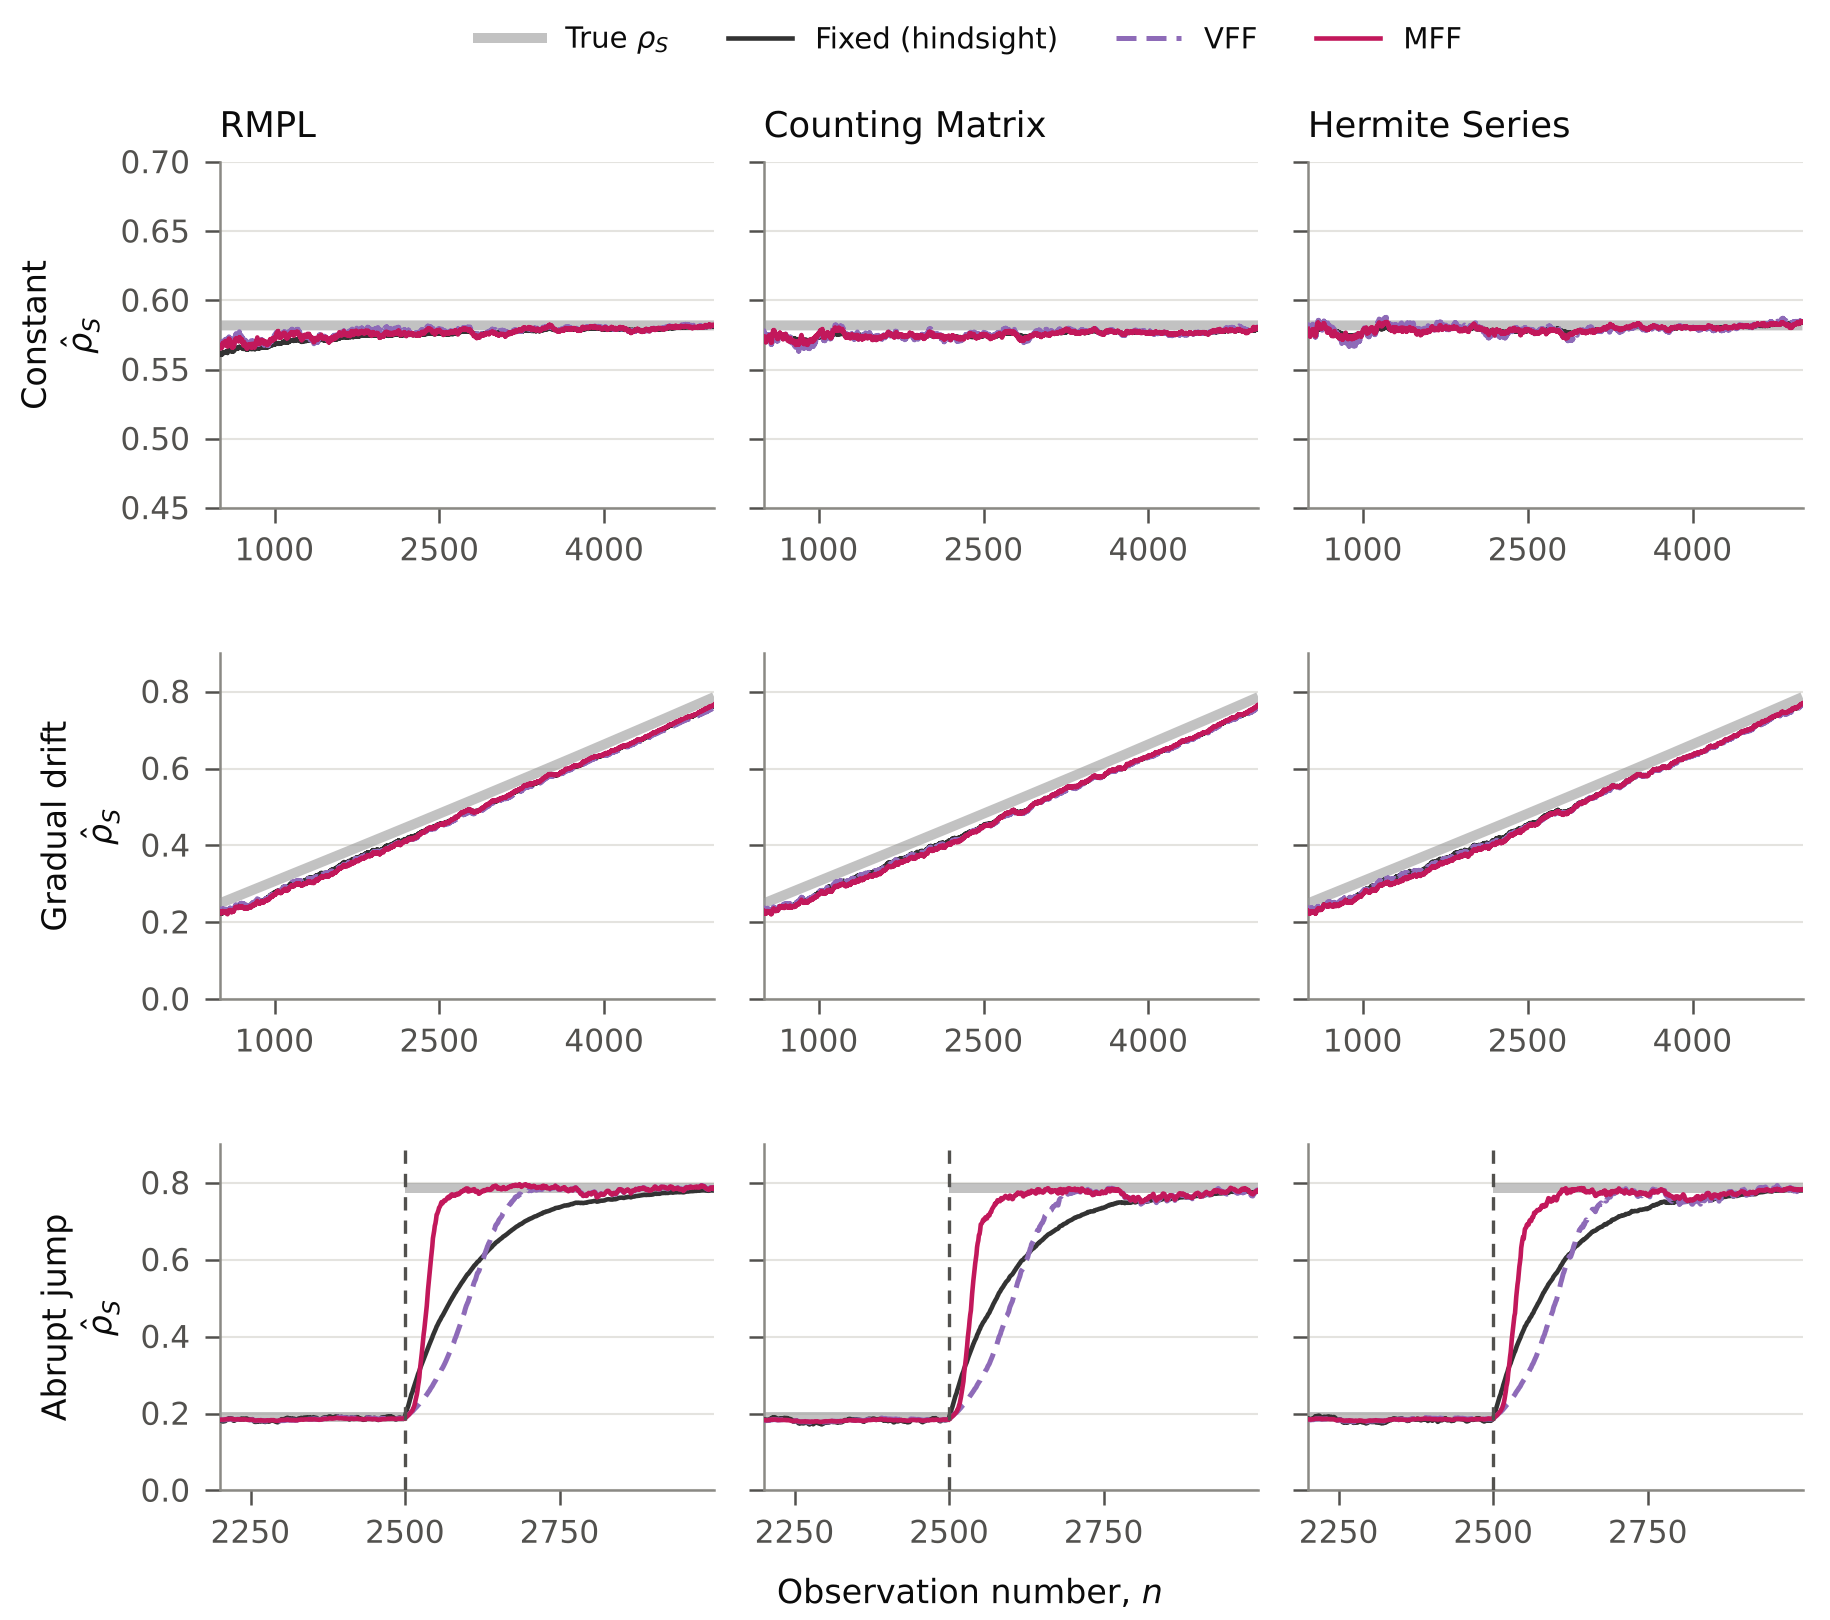 True ρS Fixed (hindsight) VFF MFF
RMPL Counting Matrix Hermite Series
Constant
ρ̂S
0.70
0.65
0.60
0.55
0.50
0.45
1000 2500 4000 1000 2500 4000 1000 2500 4000
Gradual drift
ρ̂S
0.8
0.6
0.4
0.2
0.0
1000 2500 4000 1000 2500 4000 1000 2500 4000
Abrupt jump
ρ̂S
0.8
0.6
0.4
0.2
0.0
2250 2500 2750 2250 2500 2750 2250 2500 2750
Observation number, n